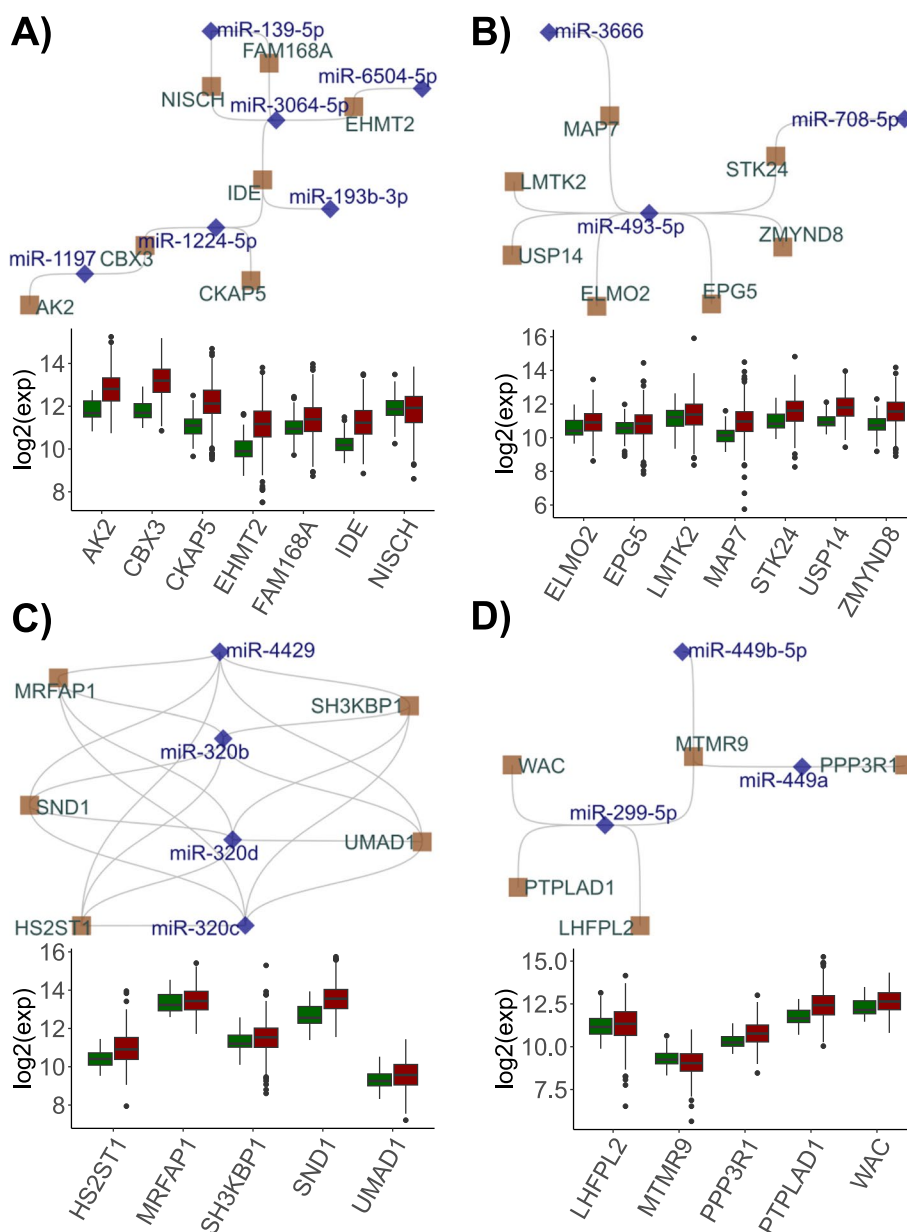 A)
miR-139-5p
FAM168A
miR-6504-5p
NISCH
miR-3064-5p
EHMT2
IDE
miR-193b-3p
miR-1224-5p
miR-1197
CBX3
CKAP5
AK2
log2(exp)
14
12
10
8
AK2
CBX3
CKAP5
EHMT2
FAM168A
IDE
NISCH
B)
miR-3666
miR-708-5p
MAP7
STK24
LMTK2
miR-493-5p
ZMYND8
USP14
ELMO2
EPG5
log2(exp)
16
14
12
10
8
6
ELMO2
EPG5
LMTK2
MAP7
STK24
USP14
ZMYND8
C)
miR-4429
MRFAP1
SH3KBP1
miR-320b
SND1
UMAD1
miR-320d
HS2ST1
miR-320c
log2(exp)
16
14
12
10
8
HS2ST1
MRFAP1
SH3KBP1
SND1
UMAD1
D)
miR-449b-5p
MTMR9
WAC
PPP3R1
miR-449a
miR-299-5p
PTPLAD1
LHFPL2
log2(exp)
15.0
12.5
10.0
7.5
LHFPL2
MTMR9
PPP3R1
PTPLAD1
WAC